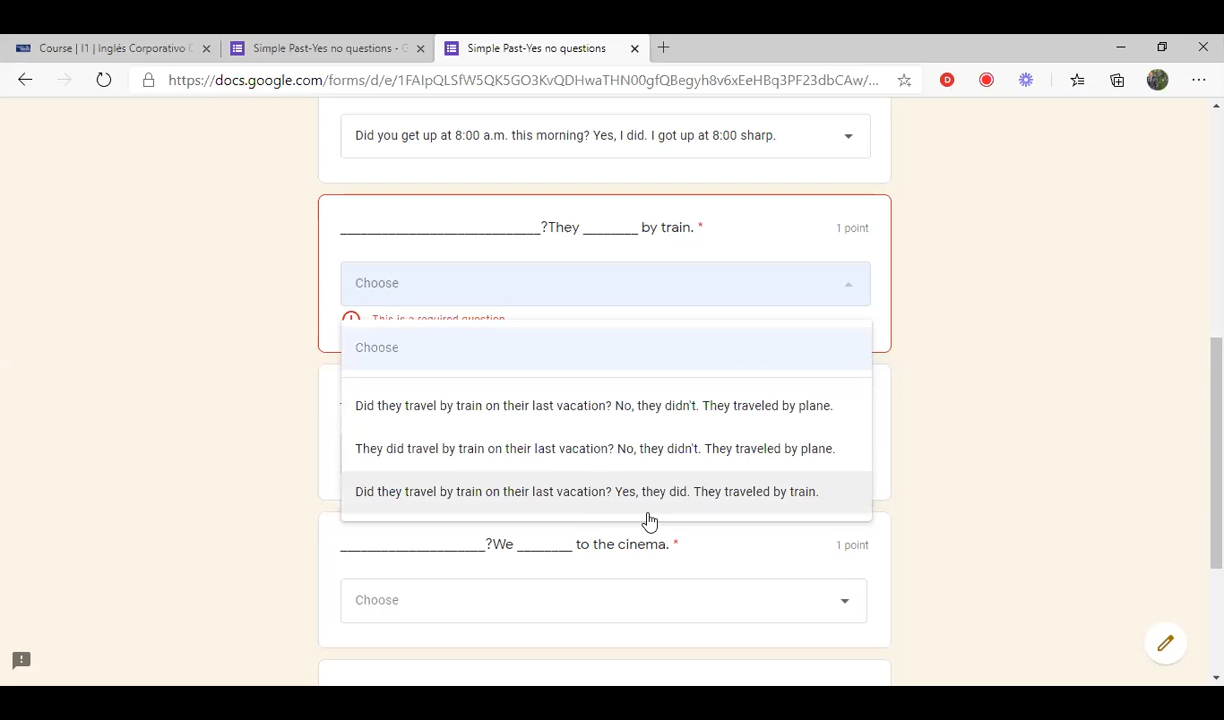 Course | I1 | Inglés Corporativo
Simple Past-Yes no questions - G
Simple Past-Yes no questions
https://docs.google.com/forms/d/e/1FAIpQLSfW5QK5GO3KvQDHwaTHN00gfQBegyh8v6xEeHBq3PF23dbCAw/...
Did you get up at 8:00 a.m. this morning? Yes, I did. I got up at 8:00 sharp.
_________________________?They _______ by train. *
1 point
Choose
This is a required question
Choose
Did they travel by train on their last vacation? No, they didn't. They traveled by plane.
They did travel by train on their last vacation? No, they didn't. They traveled by plane.
Did they travel by train on their last vacation? Yes, they did. They traveled by train.
__________________?We _______ to the cinema. *
1 point
Choose